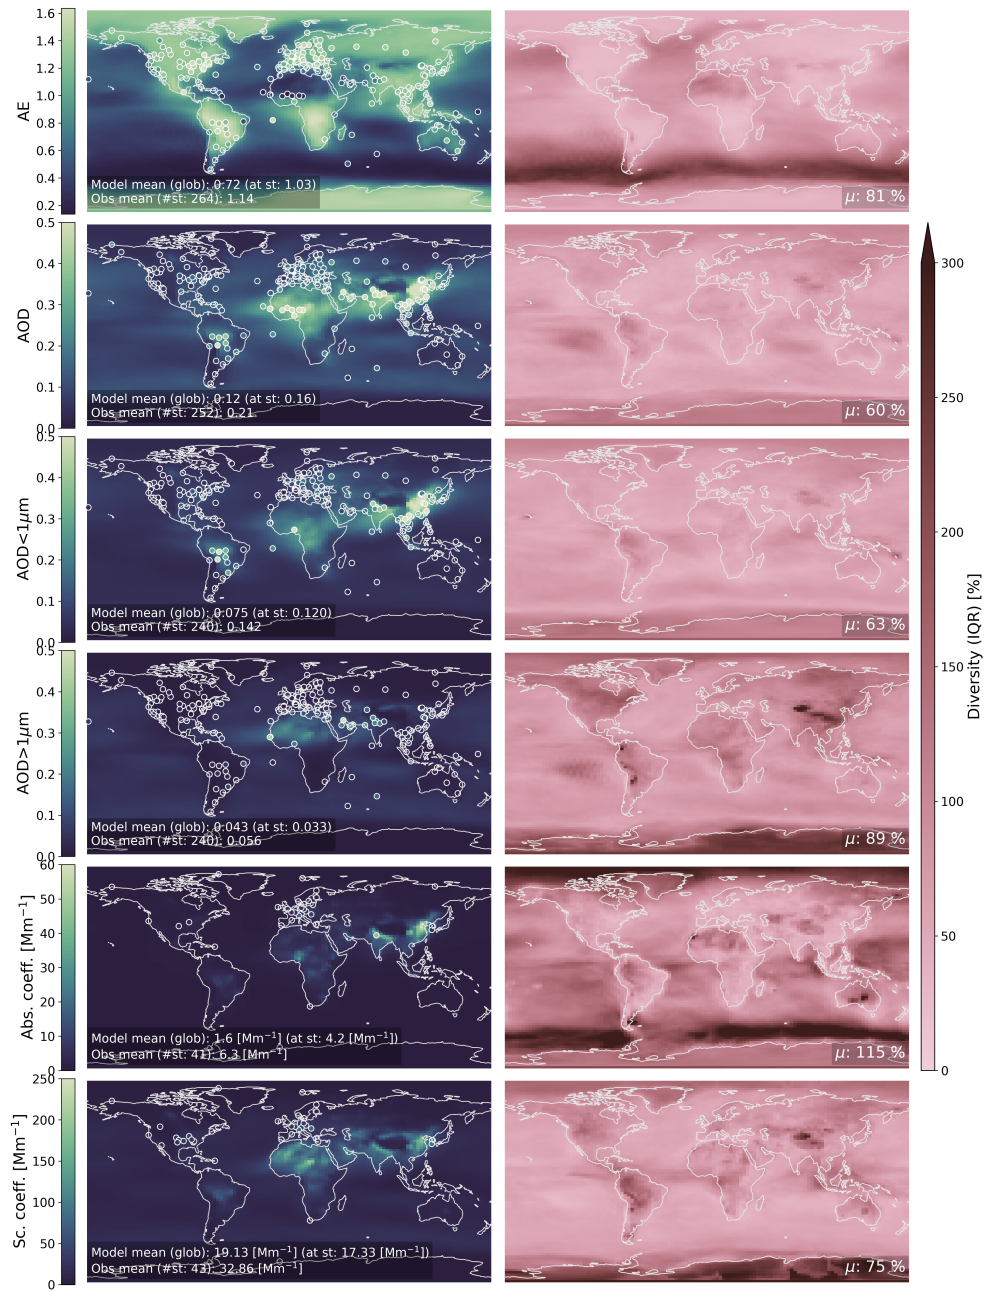 1.6
1.4
1.2
1.0
0.8
0.6
0.4
0.2
AE
Model mean (glob): 0.72 (at st: 1.03)
Obs mean (#st: 264): 1.14
μ: 81 %
0.5
0.4
0.3
0.2
0.1
0.0
AOD
Model mean (glob): 0.12 (at st: 0.16)
Obs mean (#st: 252): 0.21
μ: 60 %
0.5
0.4
0.3
0.2
0.1
0.0
AOD<1μm
Model mean (glob): 0.075 (at st: 0.120)
Obs mean (#st: 240): 0.142
μ: 63 %
0.5
0.4
0.3
0.2
0.1
0.0
AOD>1μm
Model mean (glob): 0.043 (at st: 0.033)
Obs mean (#st: 240): 0.056
μ: 89 %
60
50
40
30
20
10
0
Abs. coeff. [Mm⁻¹]
Model mean (glob): 1.6 [Mm⁻¹] (at st: 4.2 [Mm⁻¹])
Obs mean (#st: 41): 6.3 [Mm⁻¹]
μ: 115 %
250
200
150
100
50
0
Sc. coeff. [Mm⁻¹]
Model mean (glob): 19.13 [Mm⁻¹] (at st: 17.33 [Mm⁻¹])
Obs mean (#st: 43): 32.86 [Mm⁻¹]
μ: 75 %
300
250
200
150
100
50
0
Diversity (IQR) [%]